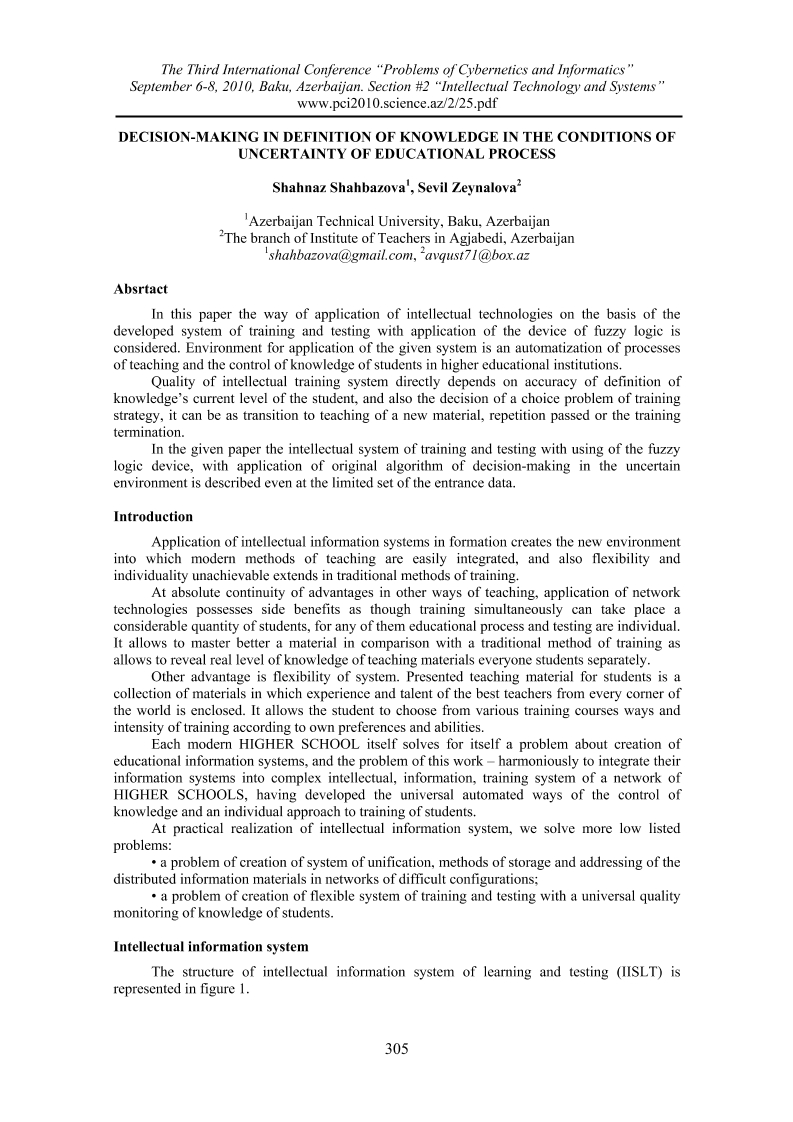 The Third International Conference “Problems of Cybernetics and Informatics”
September 6-8, 2010, Baku, Azerbaijan. Section #2 “Intellectual Technology and Systems”
www.pci2010.science.az/2/25.pdf
DECISION-MAKING IN DEFINITION OF KNOWLEDGE IN THE CONDITIONS OF
UNCERTAINTY OF EDUCATIONAL PROCESS
Shahnaz Shahbazova1, Sevil Zeynalova2
1Azerbaijan Technical University, Baku, Azerbaijan
2The branch of Institute of Teachers in Agjabedi, Azerbaijan
1shahbazova@gmail.com, 2avqust71@box.az
Absrtact
In this paper the way of application of intellectual technologies on the basis of the
developed system of training and testing with application of the device of fuzzy logic is
considered. Environment for application of the given system is an automatization of processes
of teaching and the control of knowledge of students in higher educational institutions.
Quality of intellectual training system directly depends on accuracy of definition of
knowledge’s current level of the student, and also the decision of a choice problem of training
strategy, it can be as transition to teaching of a new material, repetition passed or the training
termination.
In the given paper the intellectual system of training and testing with using of the fuzzy
logic device, with application of original algorithm of decision-making in the uncertain
environment is described even at the limited set of the entrance data.
Introduction
Application of intellectual information systems in formation creates the new environment
into which modern methods of teaching are easily integrated, and also flexibility and
individuality unachievable extends in traditional methods of training.
At absolute continuity of advantages in other ways of teaching, application of network
technologies possesses side benefits as though training simultaneously can take place a
considerable quantity of students, for any of them educational process and testing are individual.
It allows to master better a material in comparison with a traditional method of training as
allows to reveal real level of knowledge of teaching materials everyone students separately.
Other advantage is flexibility of system. Presented teaching material for students is a
collection of materials in which experience and talent of the best teachers from every corner of
the world is enclosed. It allows the student to choose from various training courses ways and
intensity of training according to own preferences and abilities.
Each modern HIGHER SCHOOL itself solves for itself a problem about creation of
educational information systems, and the problem of this work – harmoniously to integrate their
information systems into complex intellectual, information, training system of a network of
HIGHER SCHOOLS, having developed the universal automated ways of the control of
knowledge and an individual approach to training of students.
At practical realization of intellectual information system, we solve more low listed
problems:
• a problem of creation of system of unification, methods of storage and addressing of the
distributed information materials in networks of difficult configurations;
• a problem of creation of flexible system of training and testing with a universal quality
monitoring of knowledge of students.
Intellectual information system
The structure of intellectual information system of learning and testing (IISLT) is
represented in figure 1.
305